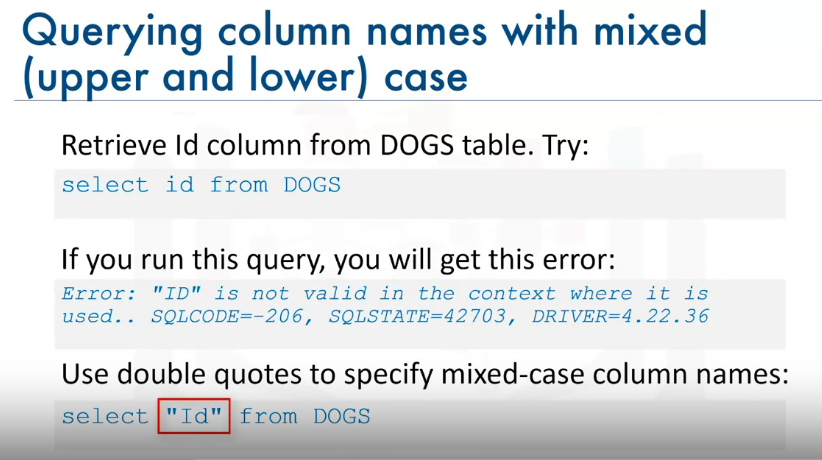 Querying column names with mixed
(upper and lower) case
Retrieve Id column from DOGS table. Try:
select id from DOGS
If you run this query, you will get this error:
Error: "ID" is not valid in the context where it is
used.. SQLCODE=-206, SQLSTATE=42703, DRIVER=4.22.36
Use double quotes to specify mixed-case column names:
select "Id" from DOGS